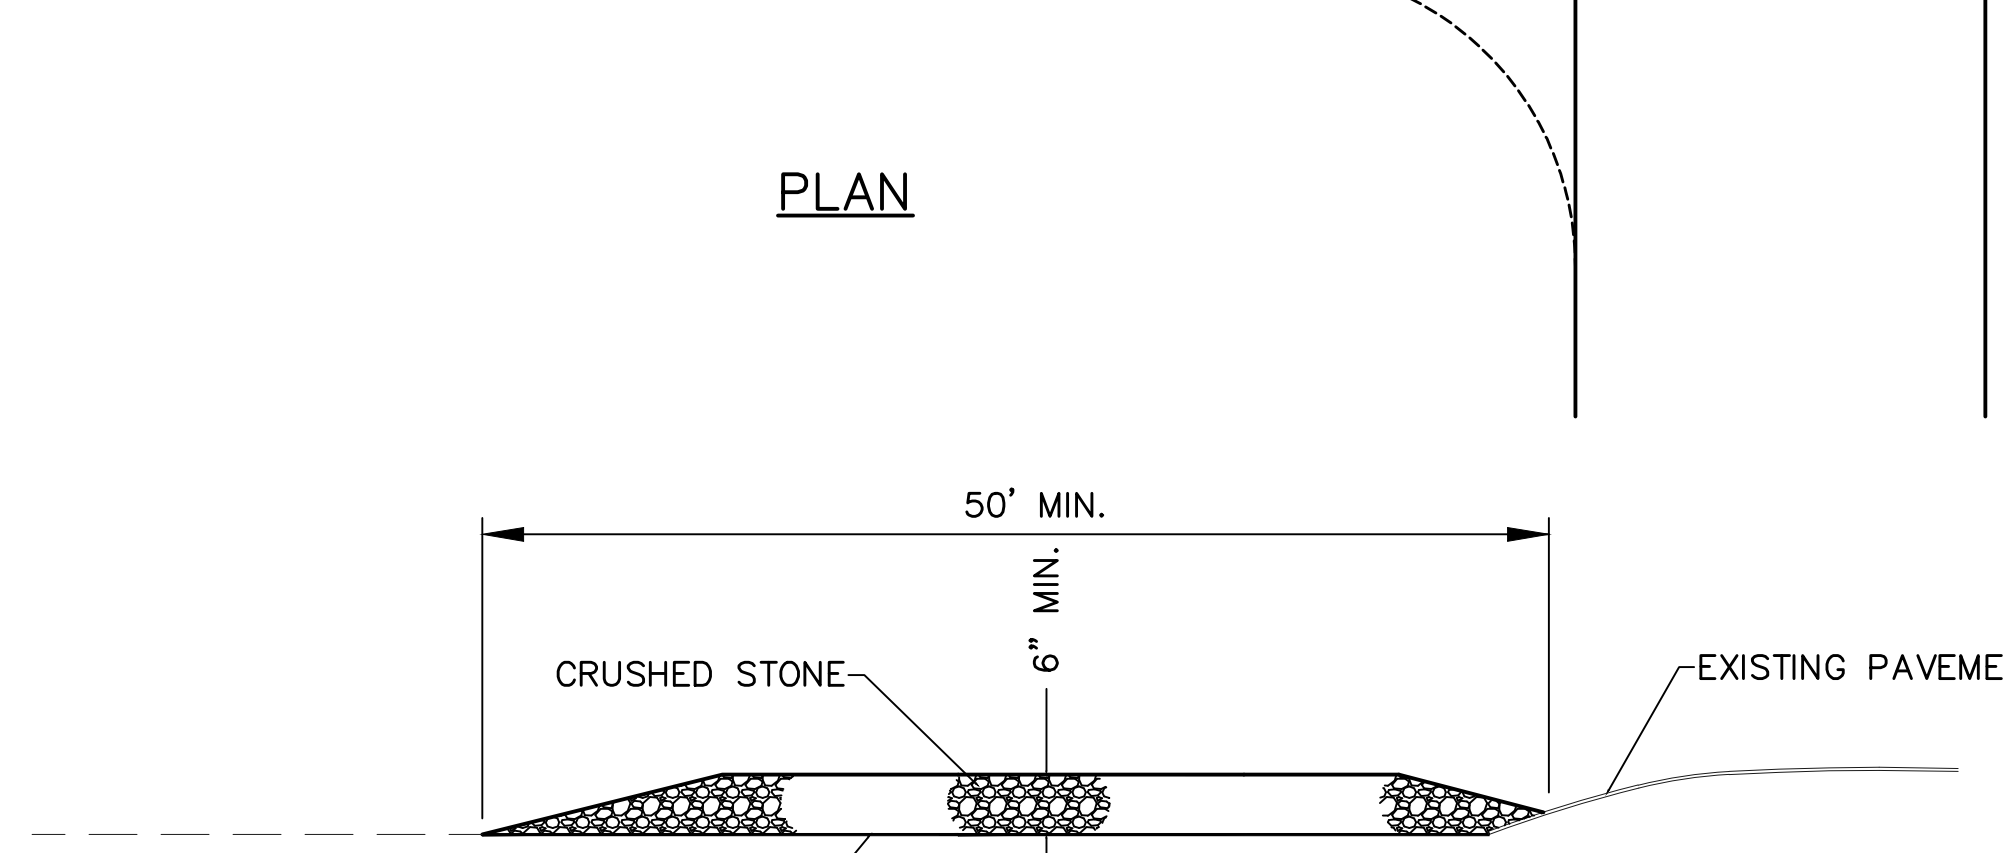 PLAN
50' MIN.
6" MIN.
CRUSHED STONE
EXISTING PAVEME